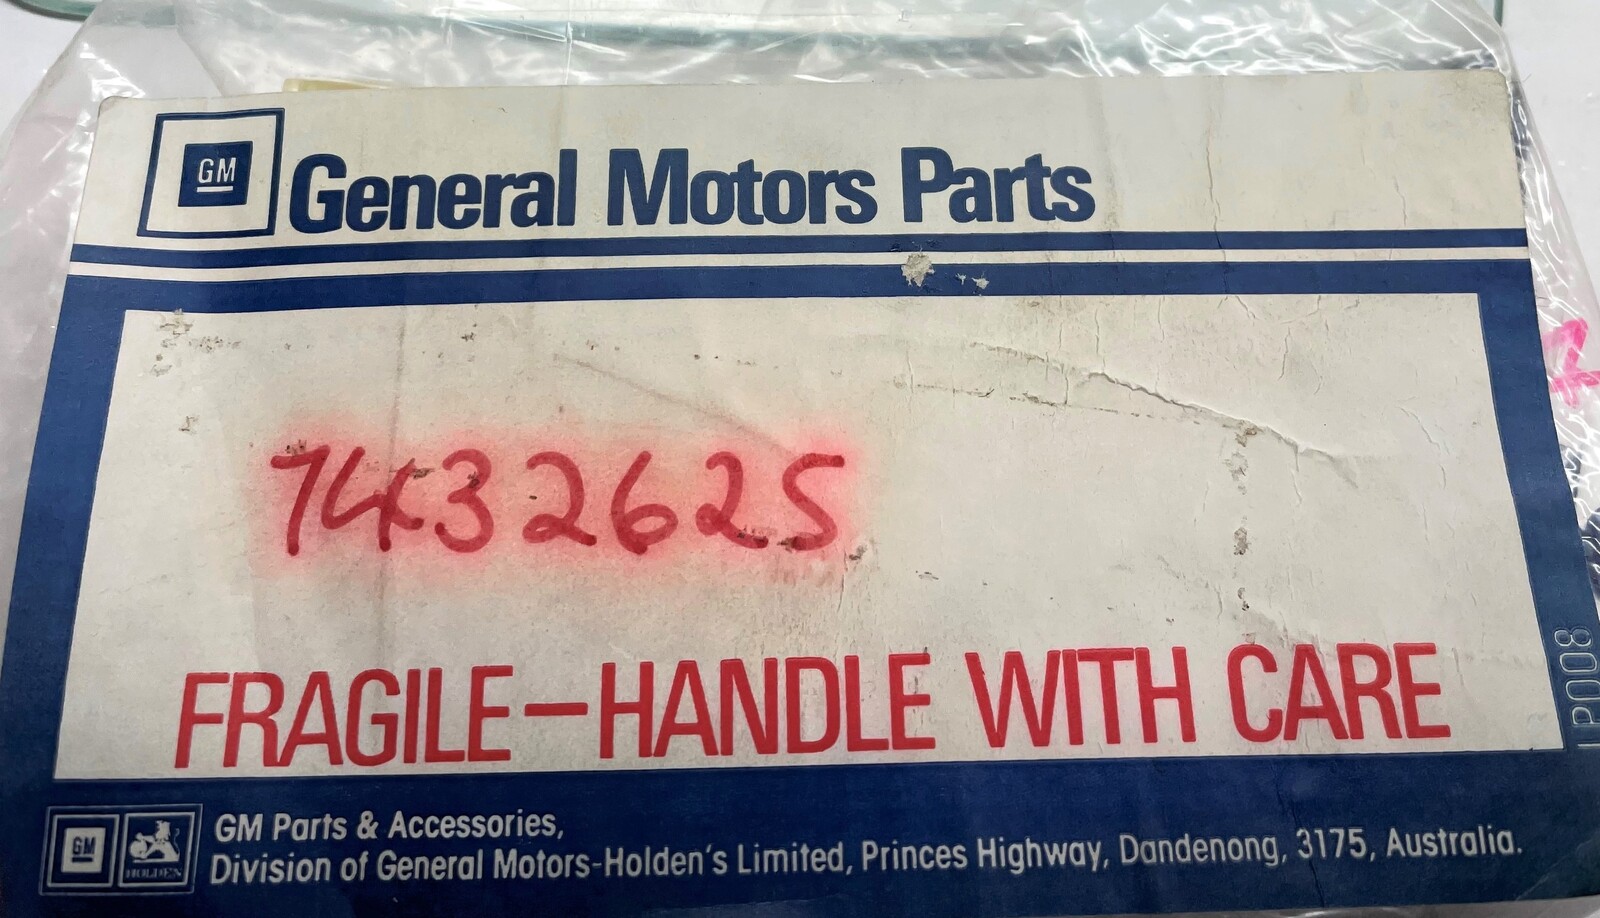 GM
General Motors Parts
7432625
FRAGILE–HANDLE WITH CARE
LP008
GM
HOLDEN
GM Parts & Accessories,
Division of General Motors-Holden's Limited, Princes Highway, Dandenong, 3175, Australia.